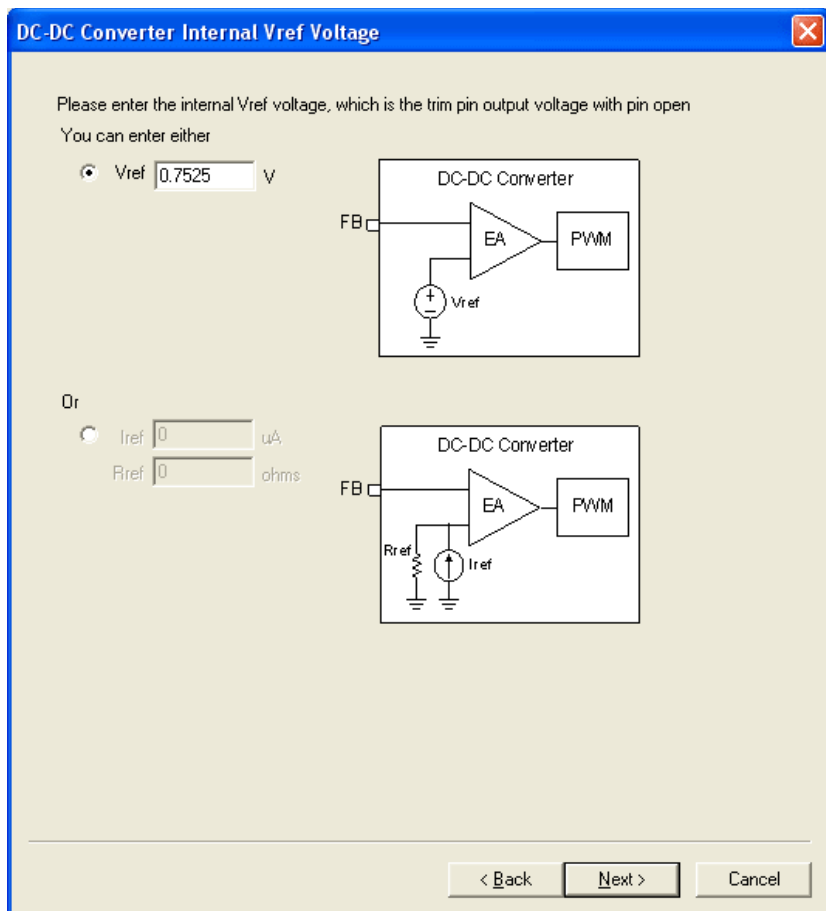 DC-DC Converter Internal Vref Voltage
Please enter the internal Vref voltage, which is the trim pin output voltage with pin open
You can enter either
Vref 0.7525 V
DC-DC Converter
FB
EA
PWM
+
−
Vref
Or
Iref 0 uA
Rref 0 ohms
DC-DC Converter
FB
EA
PWM
Rref
Iref
< Back
Next >
Cancel